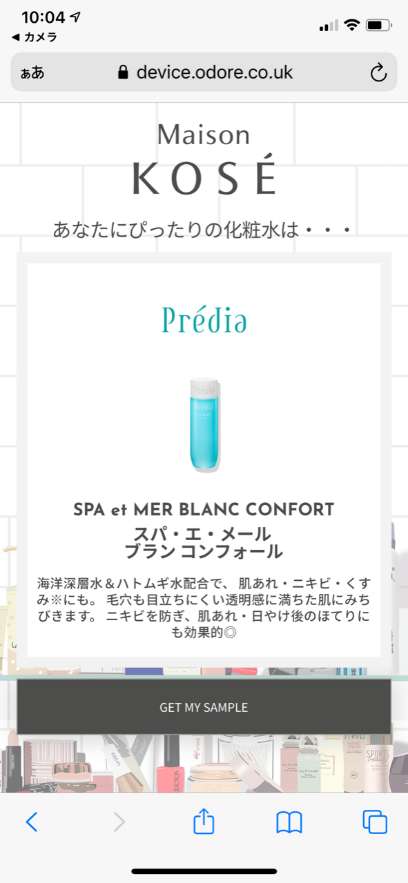 10:04
◀ カメラ
ぁあ device.odore.co.uk
Maison
KOSÉ
あなたにぴったりの化粧水は・・・
Prédia
SPA et MER BLANC CONFORT
スパ・エ・メール
ブラン コンフォール
海洋深層水＆ハトムギ水配合で、 肌あれ・ニキビ・くす
み※にも。 毛穴も目立ちにくい透明感に満ちた肌にみち
びきます。 ニキビを防ぎ、肌あれ・日やけ後のほてりに
も効果的◎
GET MY SAMPLE